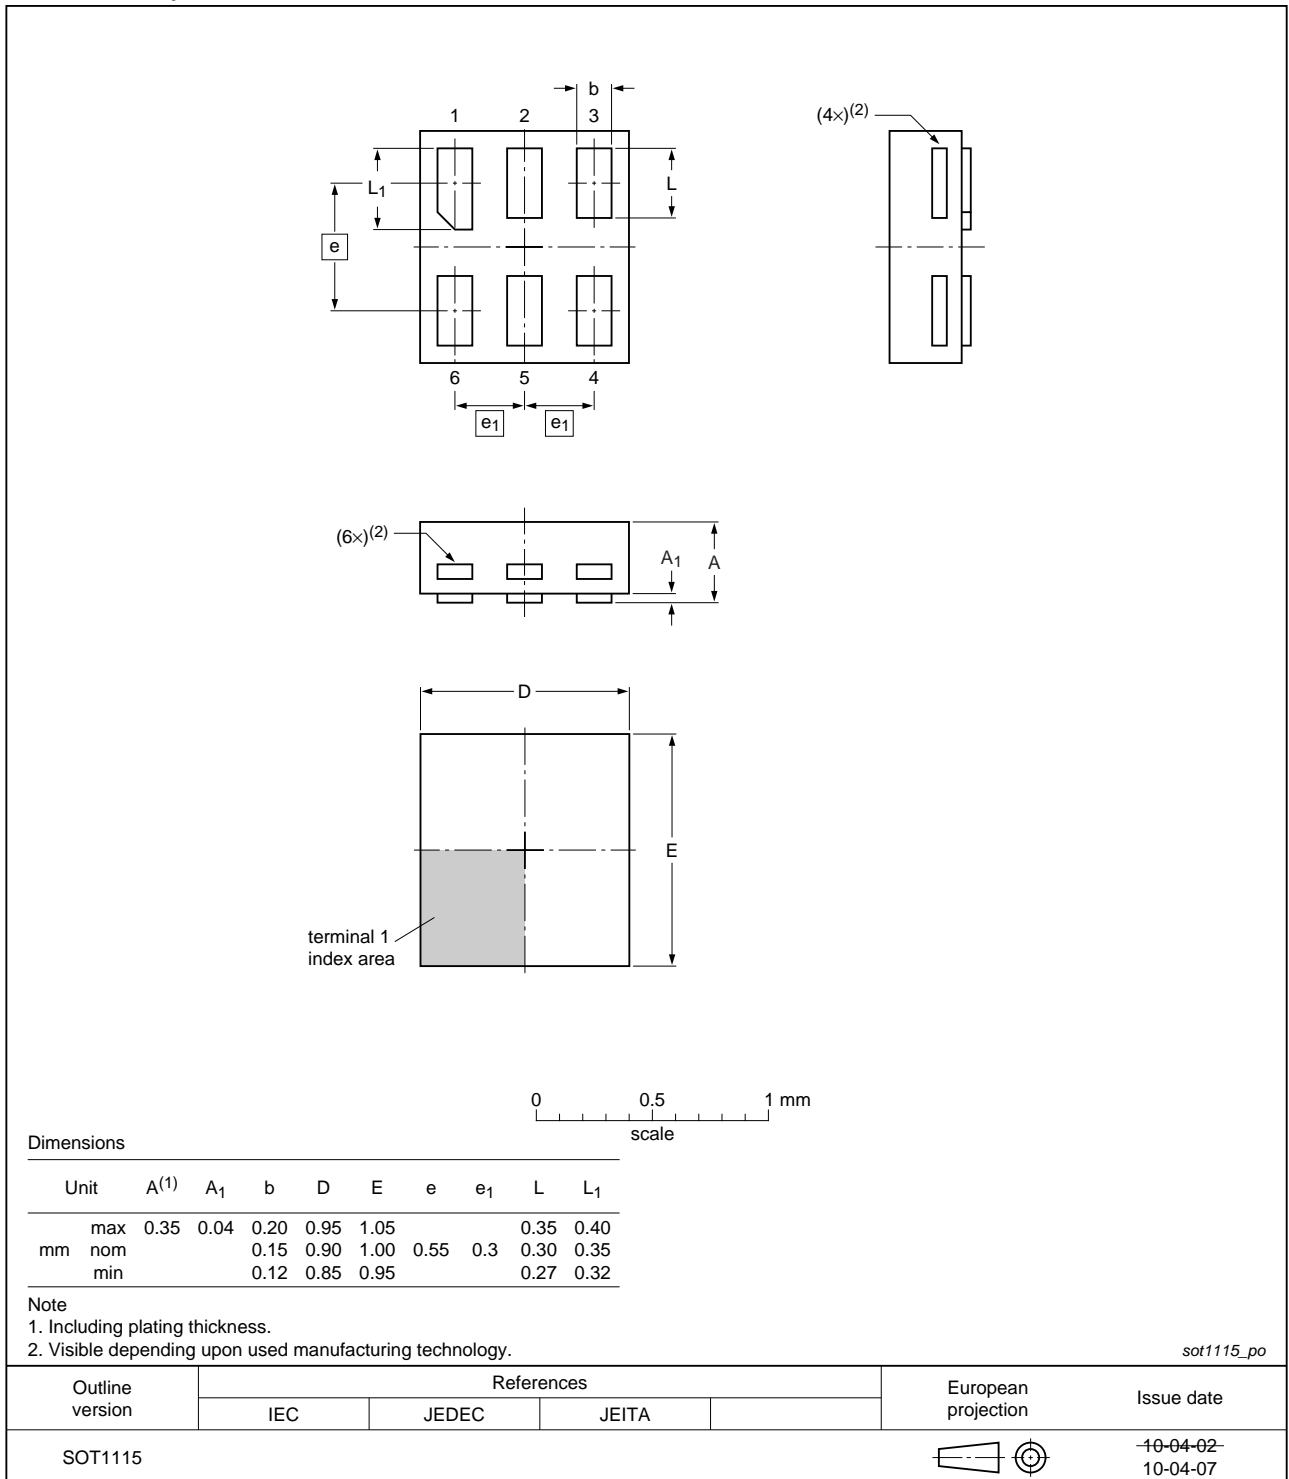 b
1 2 3
(4×)(2)
L1
L
e
6 5 4
e1 e1
(6×)(2)
A1 A
D
E
terminal 1
index area
0 0.5 1 mm
scale
Dimensions
Unit A(1) A1 b D E e e1 L L1
max 0.35 0.04 0.20 0.95 1.05 0.35 0.40
mm nom 0.15 0.90 1.00 0.55 0.3 0.30 0.35
min 0.12 0.85 0.95 0.27 0.32
Note
1. Including plating thickness.
2. Visible depending upon used manufacturing technology.
sot1115_po
Outline version
References
European projection
Issue date
IEC JEDEC JEITA
SOT1115
10-04-02
10-04-07